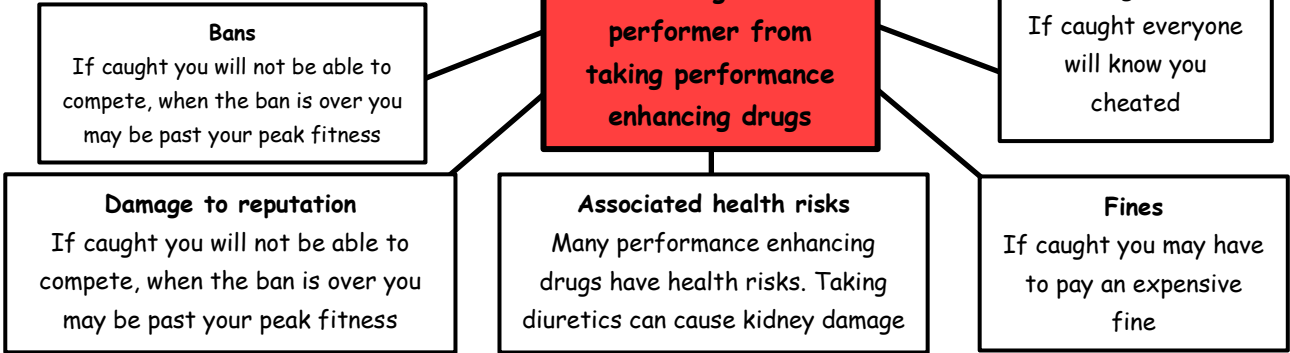 Bans
If caught you will not be able to
compete, when the ban is over you
may be past your peak fitness
performer from
taking performance
enhancing drugs
If caught everyone
will know you
cheated
Damage to reputation
If caught you will not be able to
compete, when the ban is over you
may be past your peak fitness
Associated health risks
Many performance enhancing
drugs have health risks. Taking
diuretics can cause kidney damage
Fines
If caught you may have
to pay an expensive
fine